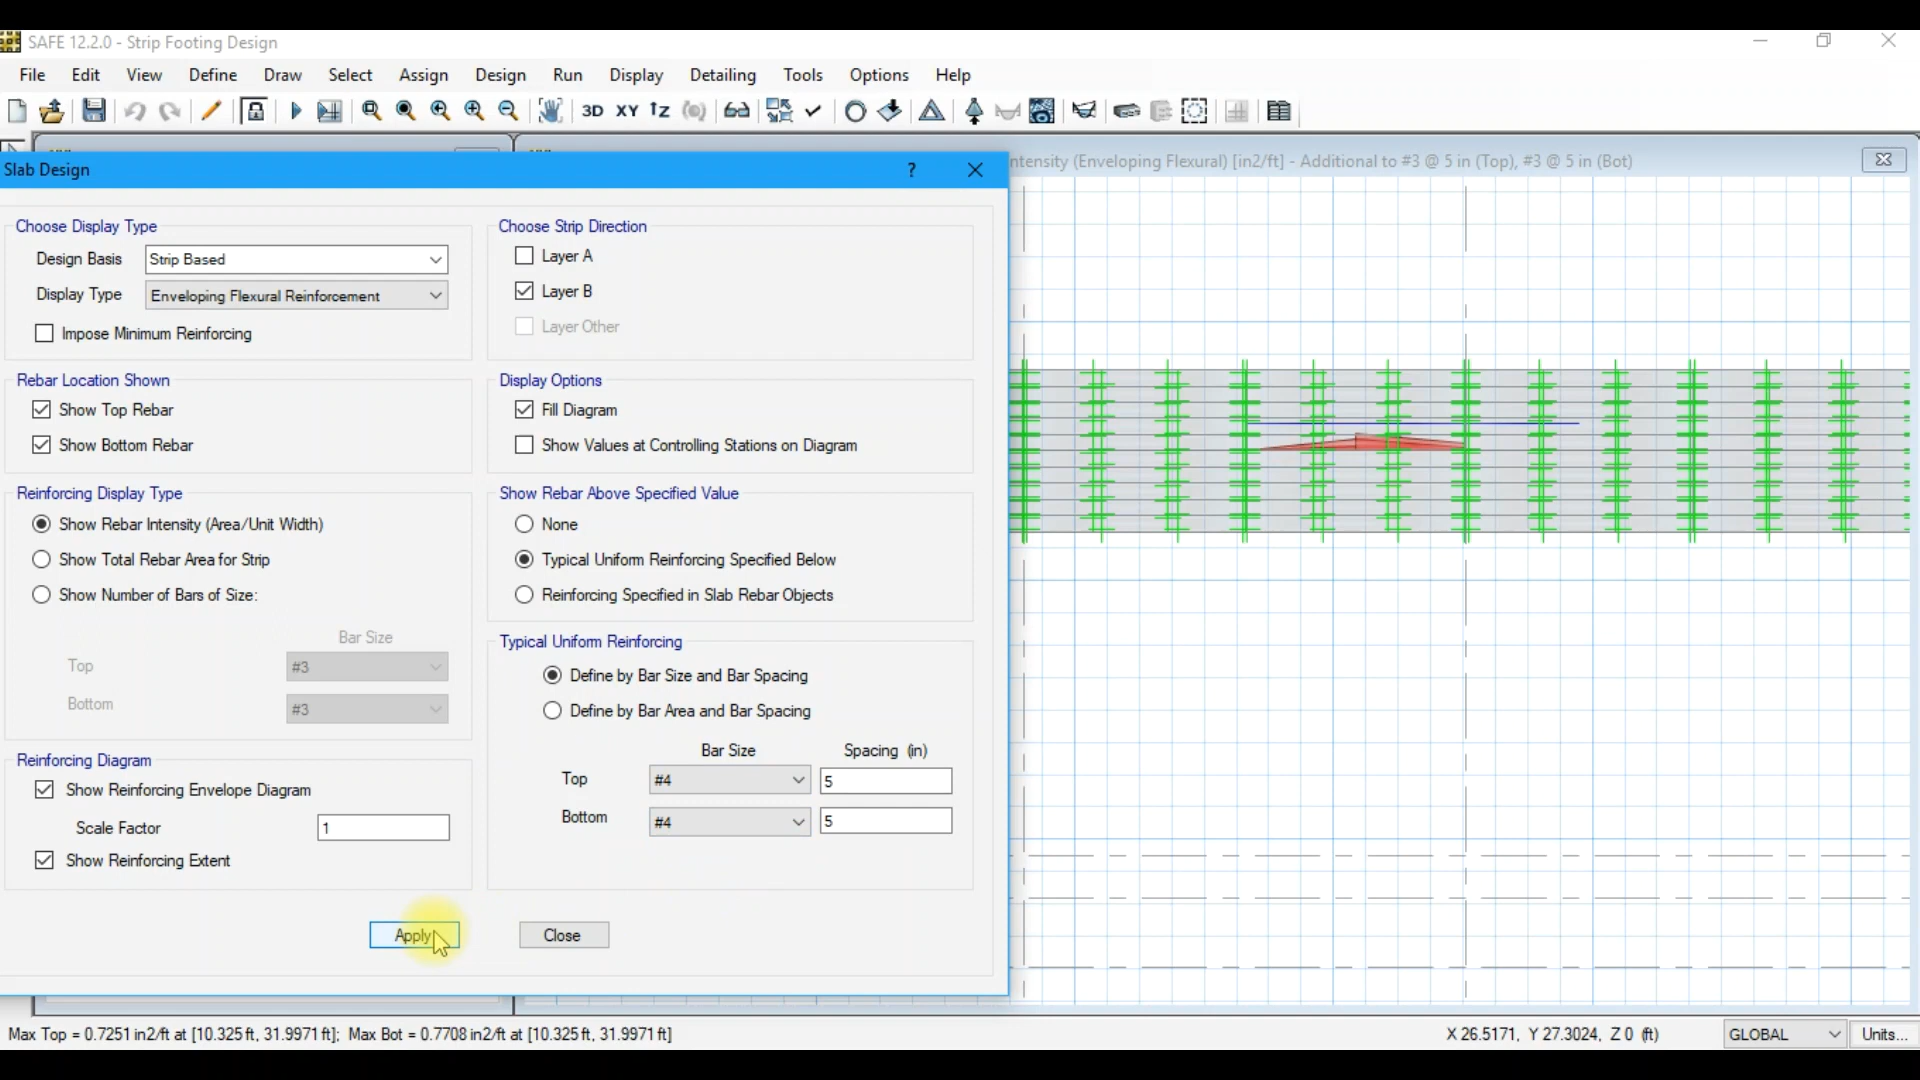 SAFE 12.2.0 - Strip Footing Design
File Edit View Define Draw Select Assign Design Run Display Detailing Tools Options Help
3D XY
Slab Design
ntensity (Enveloping Flexural) [in2/ft] - Additional to #3 @ 5 in (Top), #3 @ 5 in (Bot)
Choose Display Type
Design Basis Strip Based
Display Type Enveloping Flexural Reinforcement
Impose Minimum Reinforcing
Choose Strip Direction
Layer A
Layer B
Layer Other
Rebar Location Shown
Show Top Rebar
Show Bottom Rebar
Display Options
Fill Diagram
Show Values at Controlling Stations on Diagram
Reinforcing Display Type
Show Rebar Intensity (Area/Unit Width)
Show Total Rebar Area for Strip
Show Number of Bars of Size:
Bar Size
Top #3
Bottom #3
Show Rebar Above Specified Value
None
Typical Uniform Reinforcing Specified Below
Reinforcing Specified in Slab Rebar Objects
Typical Uniform Reinforcing
Define by Bar Size and Bar Spacing
Define by Bar Area and Bar Spacing
Bar Size Spacing (in)
Top #4 5
Bottom #4 5
Reinforcing Diagram
Show Reinforcing Envelope Diagram
Scale Factor 1
Show Reinforcing Extent
Apply Close
Max Top = 0.7251 in2/ft at [10.325 ft, 31.9971 ft]; Max Bot = 0.7708 in2/ft at [10.325 ft, 31.9971 ft]
X 26.5171, Y 27.3024, Z 0 (ft)
GLOBAL
Units...